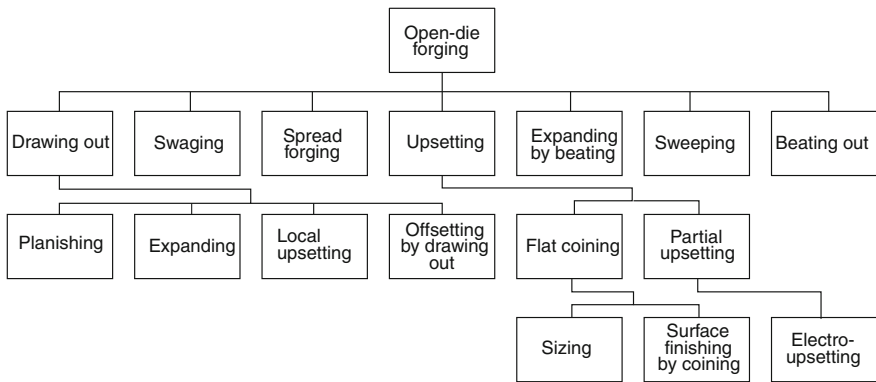 Open-die
forging
Drawing out
Swaging
Spread
forging
Upsetting
Expanding
by beating
Sweeping
Beating out
Planishing
Expanding
Local
upsetting
Offsetting
by drawing
out
Flat coining
Partial
upsetting
Sizing
Surface
finishing
by coining
Electro-
upsetting